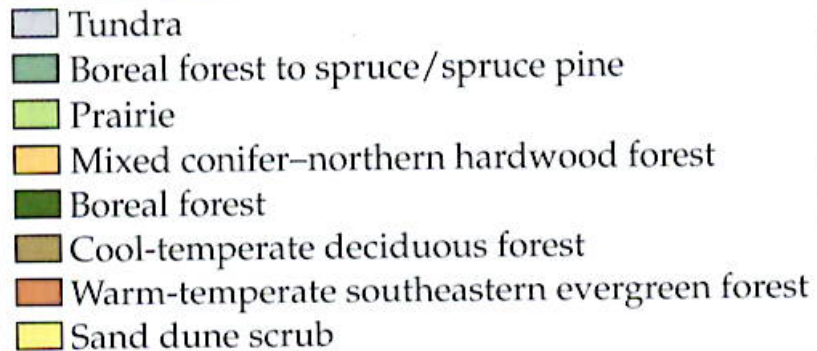 Tundra
Boreal forest to spruce/spruce pine
Prairie
Mixed conifer–northern hardwood forest
Boreal forest
Cool-temperate deciduous forest
Warm-temperate southeastern evergreen forest
Sand dune scrub